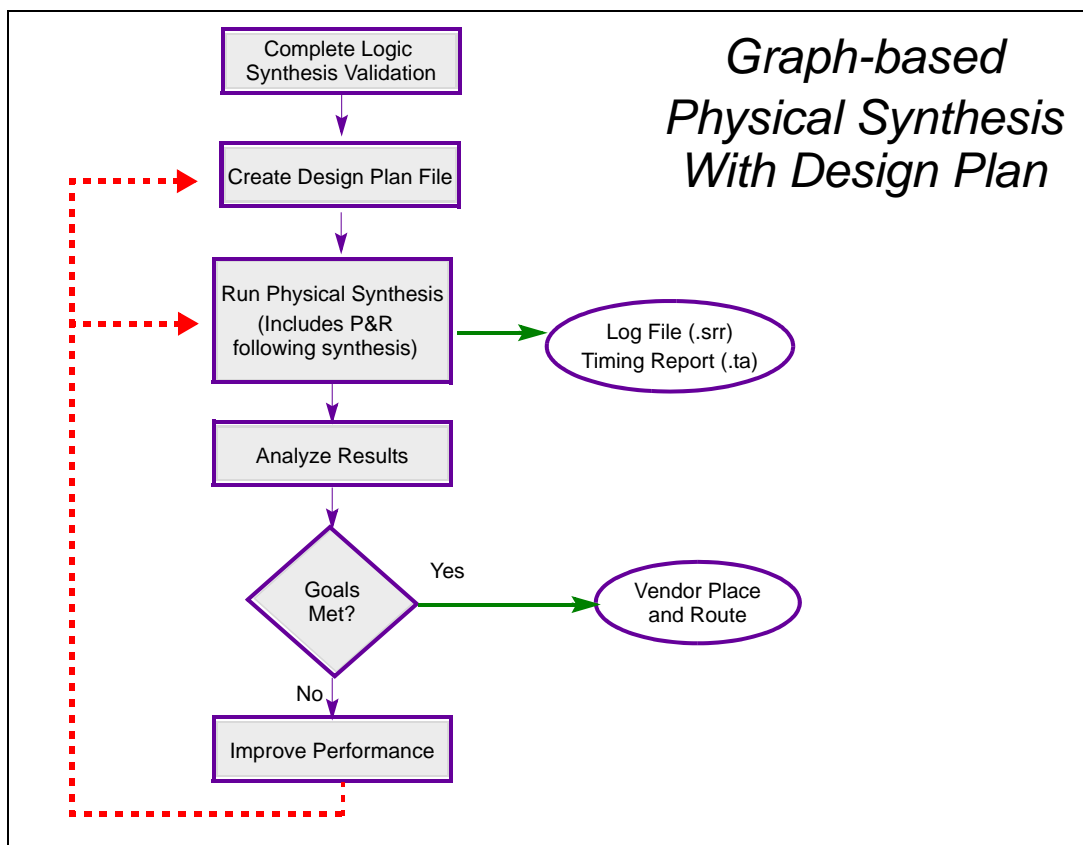 Graph-based
Physical Synthesis
With Design Plan
Complete Logic
Synthesis Validation
Create Design Plan File
Run Physical Synthesis
(Includes P&R
following synthesis)
Log File (.srr)
Timing Report (.ta)
Analyze Results
Goals
Met?
Yes
Vendor Place
and Route
No
Improve Performance